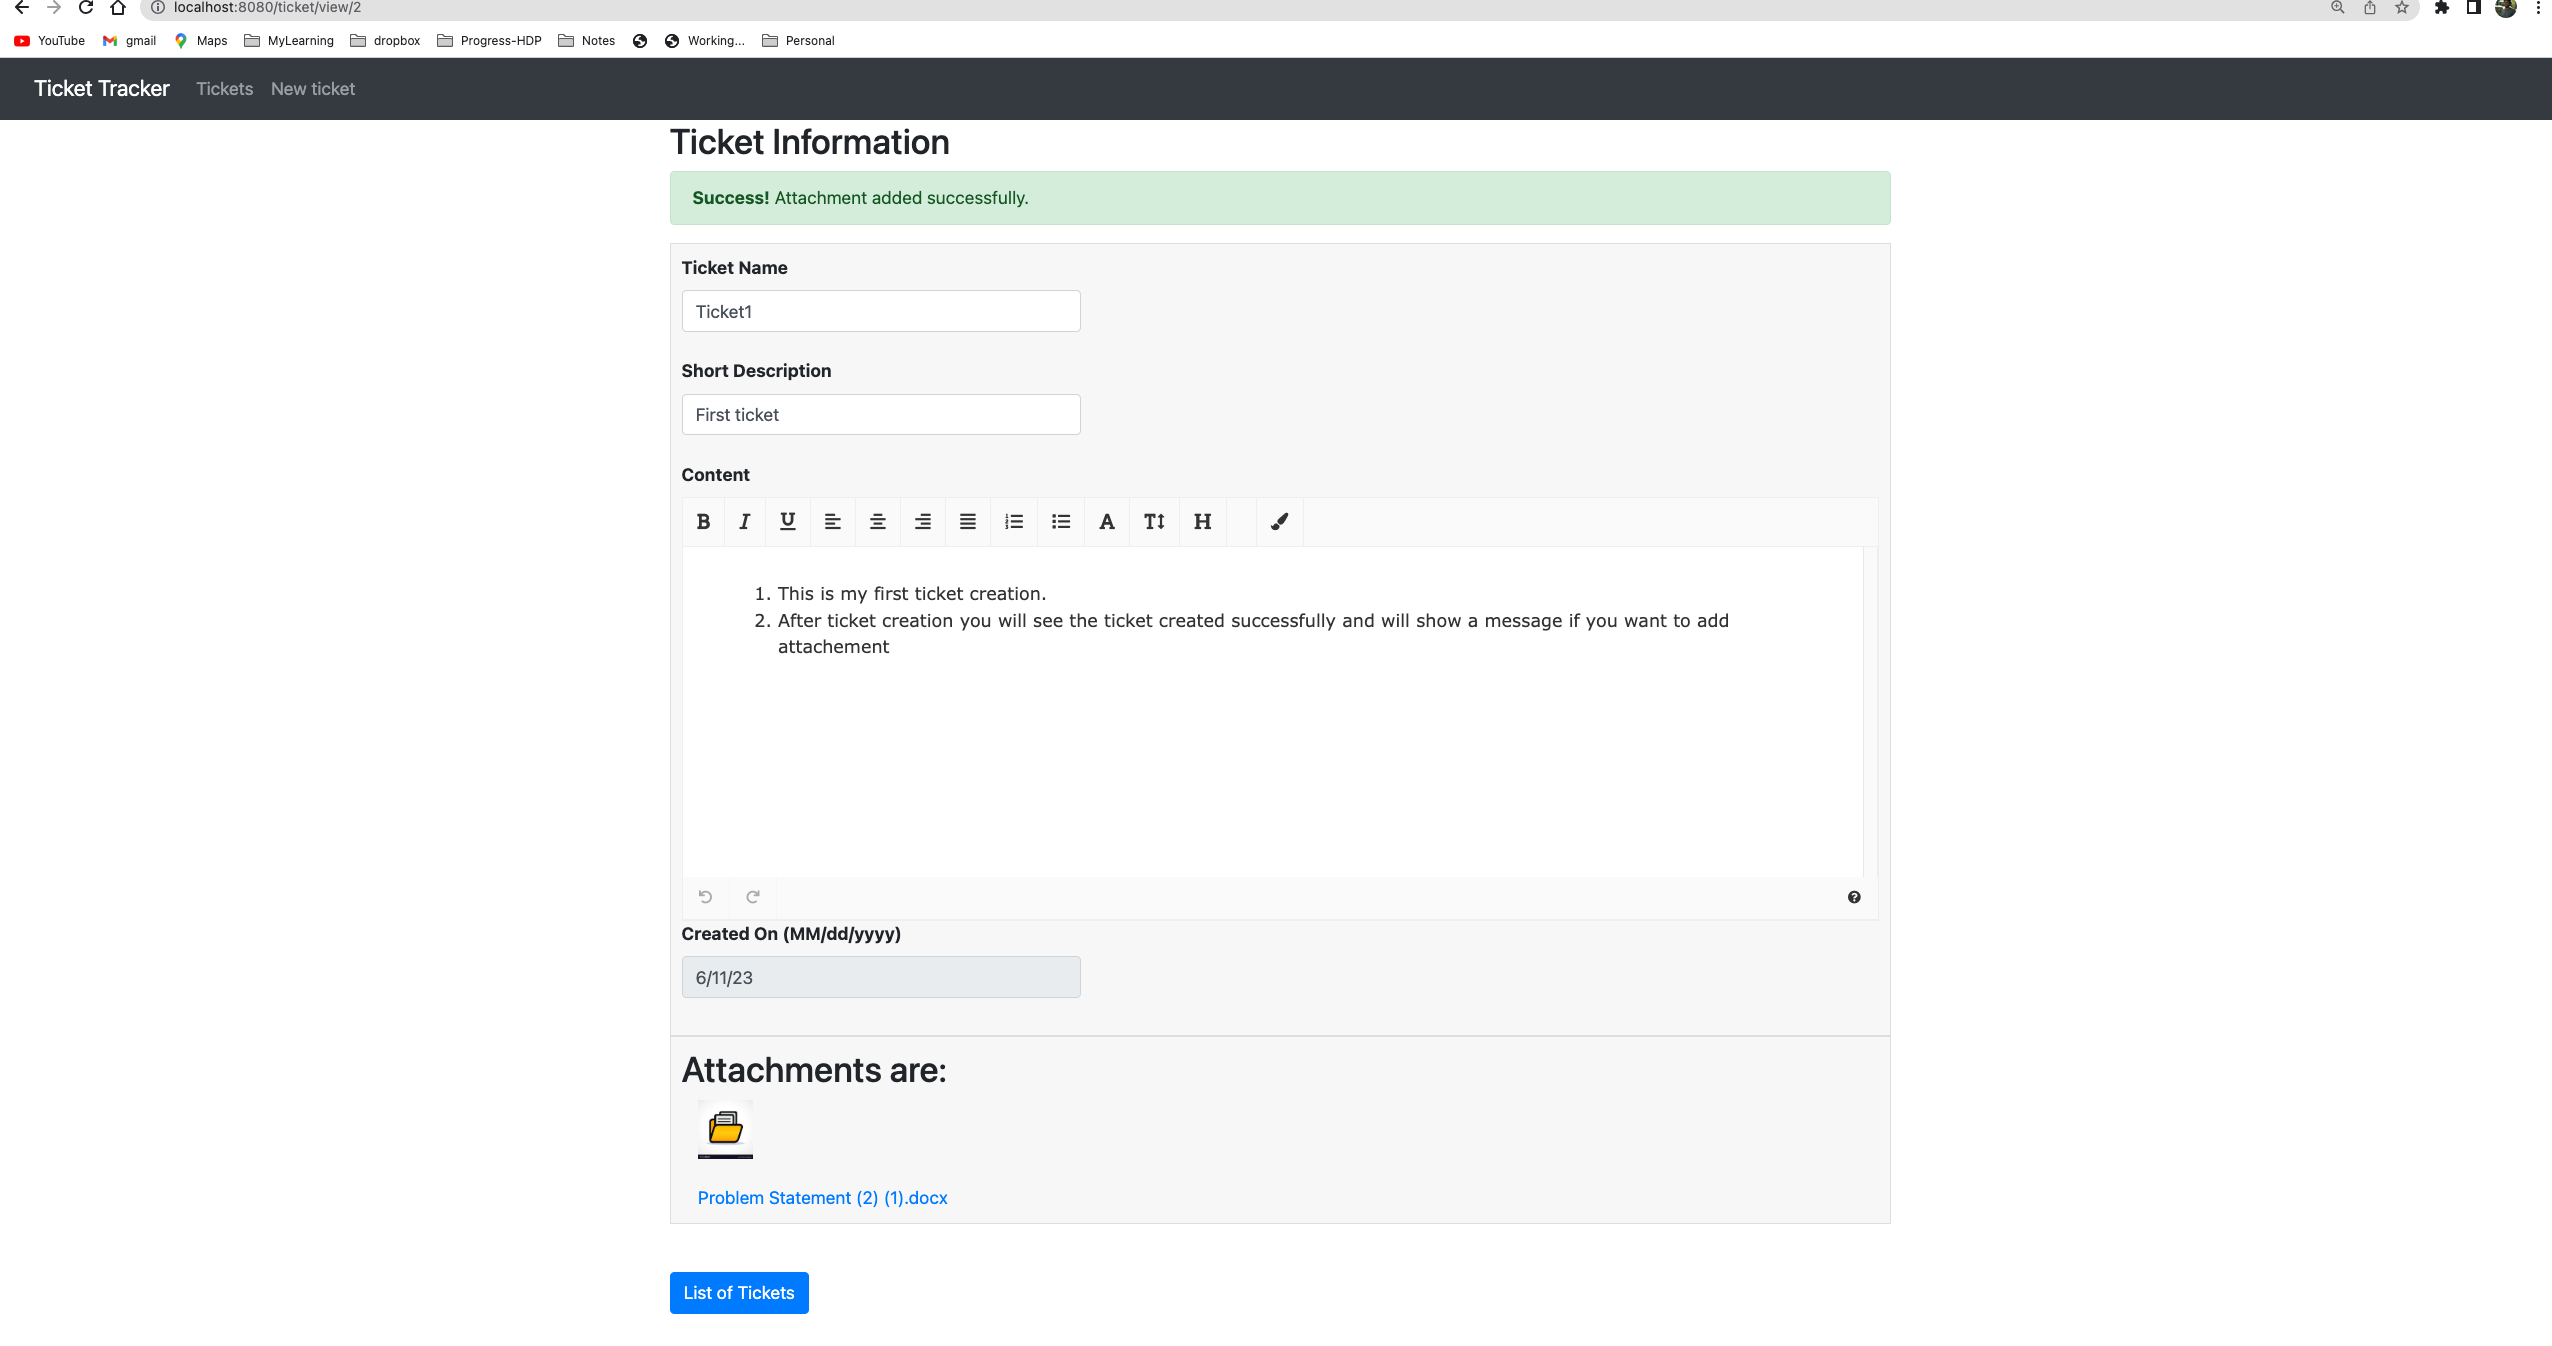 localhost:8080/ticket/view/2
YouTube gmail Maps MyLearning dropbox Progress-HDP Notes Working... Personal
Ticket Tracker Tickets New ticket
Ticket Information
Success! Attachment added successfully.
Ticket Name
Ticket1
Short Description
First ticket
Content
B I U A T H
1. This is my first ticket creation.
2. After ticket creation you will see the ticket created successfully and will show a message if you want to add
attachement
Created On (MM/dd/yyyy)
6/11/23
Attachments are:
Problem Statement (2) (1).docx
List of Tickets